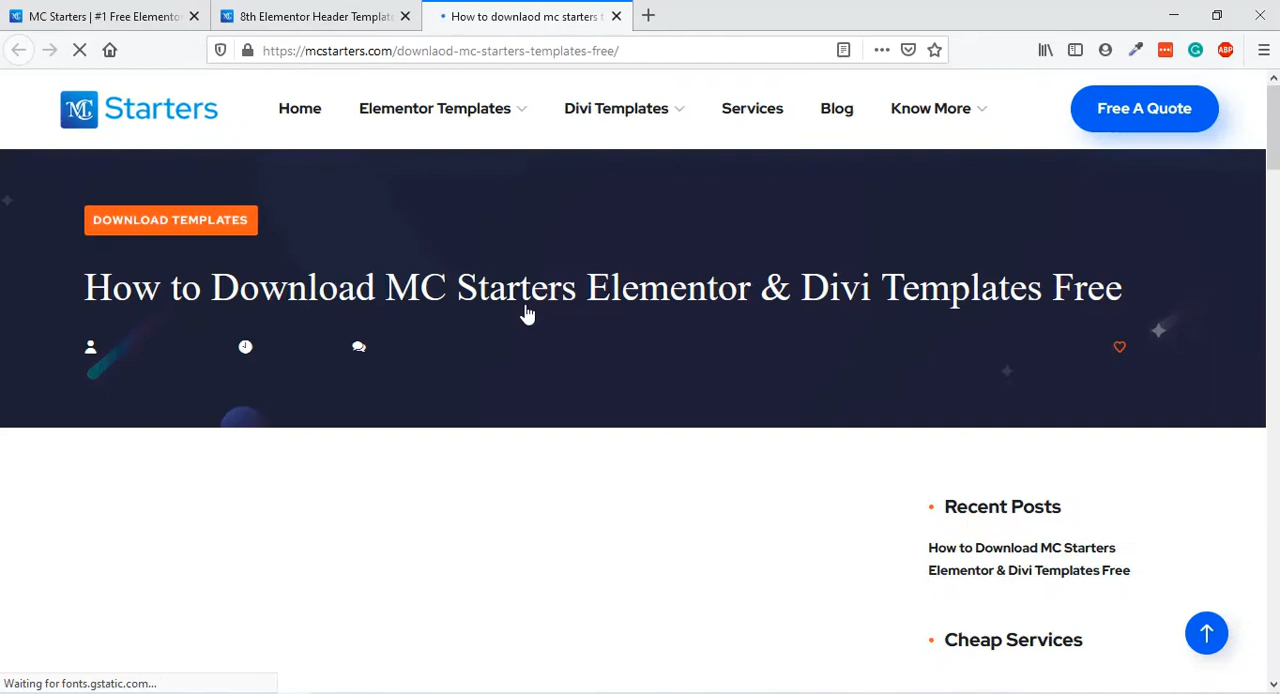 MC Starters | #1 Free Elemento
8th Elementor Header Templat
How to downlaod mc starters t
https://mcstarters.com/downlaod-mc-starters-templates-free/
ABP
MC Starters
Home
Elementor Templates
Divi Templates
Services
Blog
Know More
Free A Quote
DOWNLOAD TEMPLATES
How to Download MC Starters Elementor & Divi Templates Free
Recent Posts
How to Download MC Starters
Elementor & Divi Templates Free
Cheap Services
Waiting for fonts.gstatic.com...